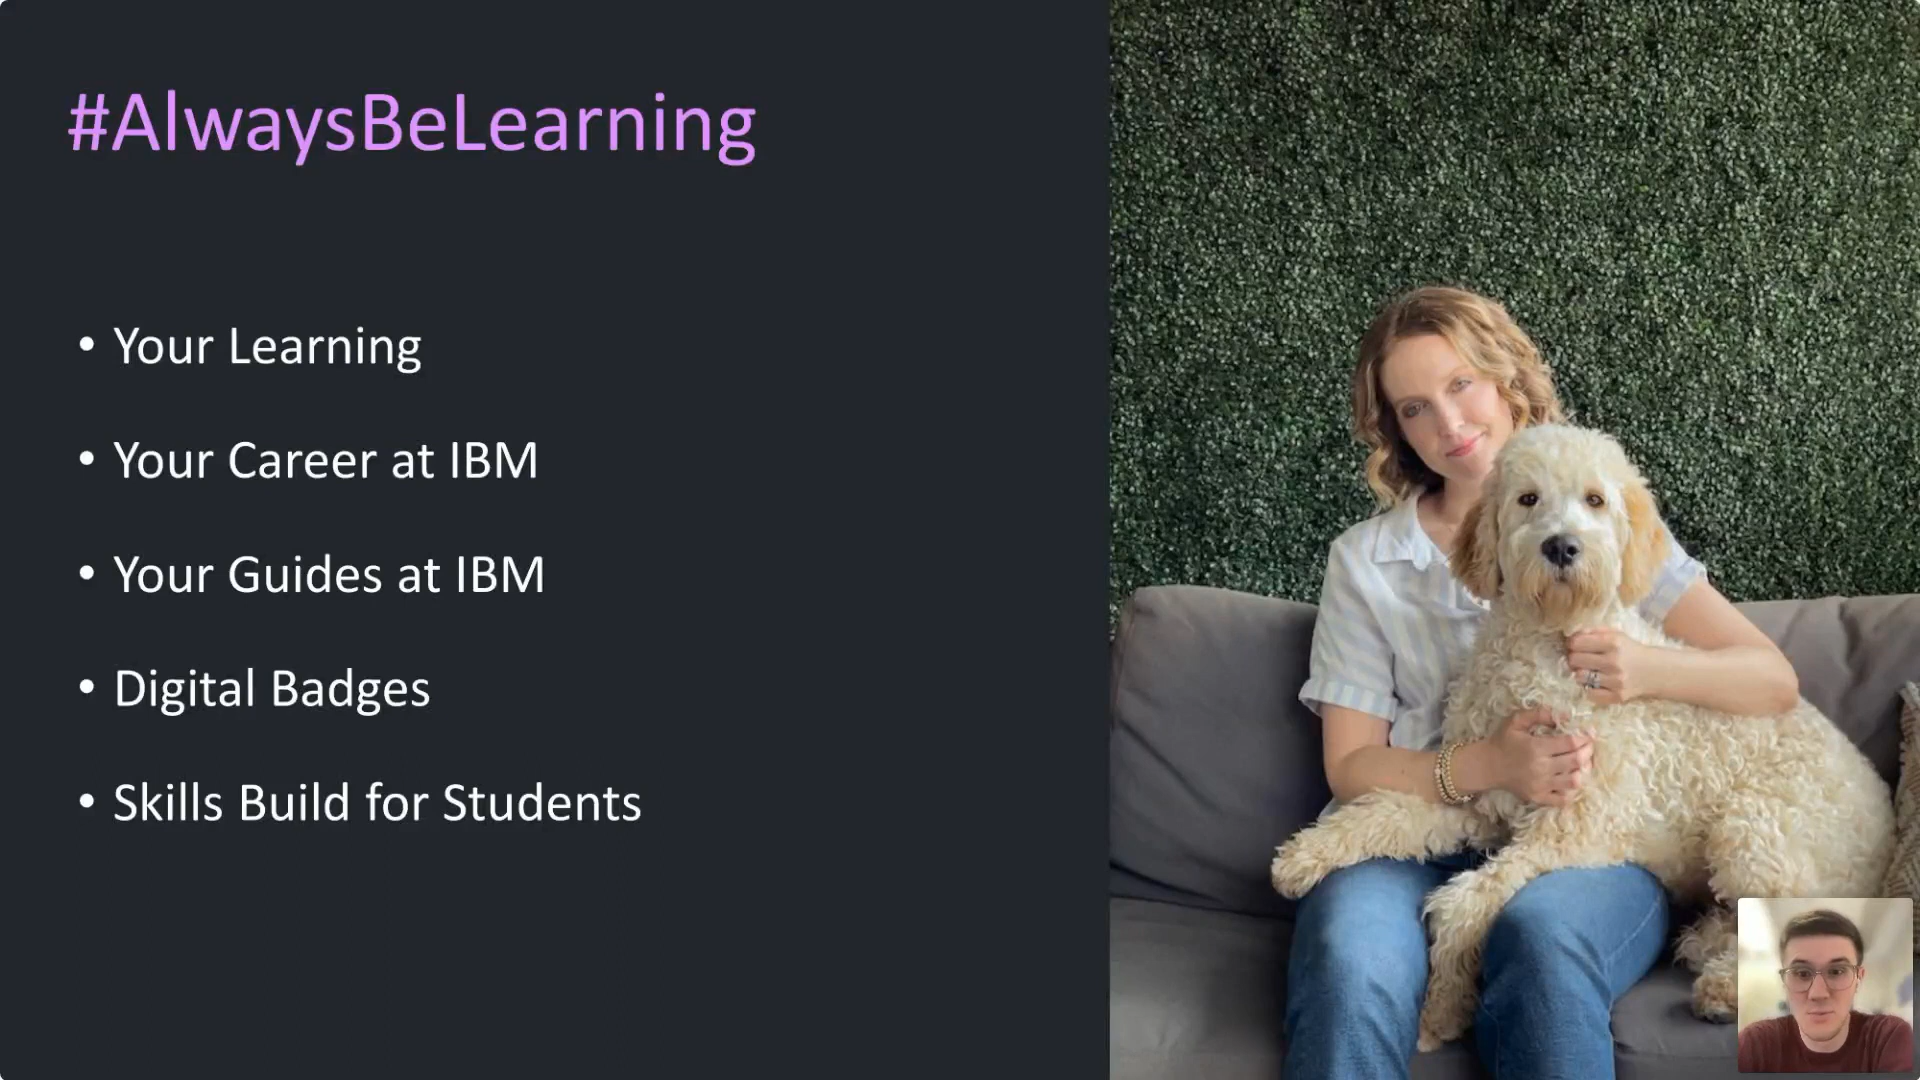 #AlwaysBeLearning
• Your Learning
• Your Career at IBM
• Your Guides at IBM
• Digital Badges
• Skills Build for Students